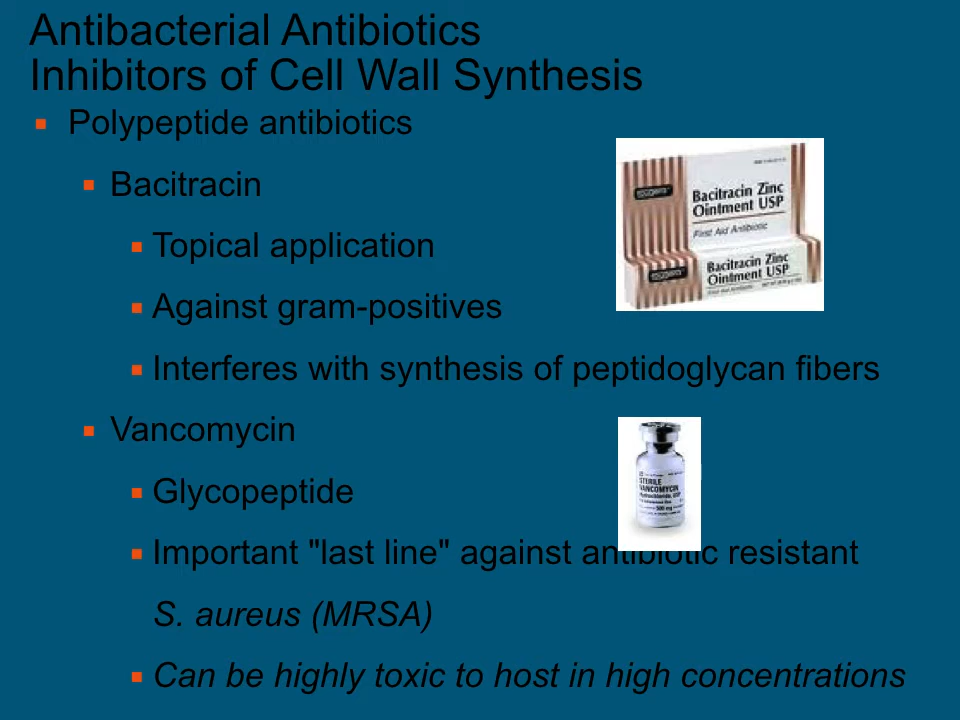 Antibacterial Antibiotics
Inhibitors of Cell Wall Synthesis
Polypeptide antibiotics
Bacitracin
Topical application
Against gram-positives
Interferes with synthesis of peptidoglycan fibers
Vancomycin
Glycopeptide
Important "last line" against antibiotic resistant
S. aureus (MRSA)
Can be highly toxic to host in high concentrations
Bacitracin Zinc
Ointment USP
First Aid Antibiotic
Bacitracin Zinc
Ointment USP
First Aid Antibiotic
STERILE
VANCOMYCIN
Hydrochloride, USP
500 mg